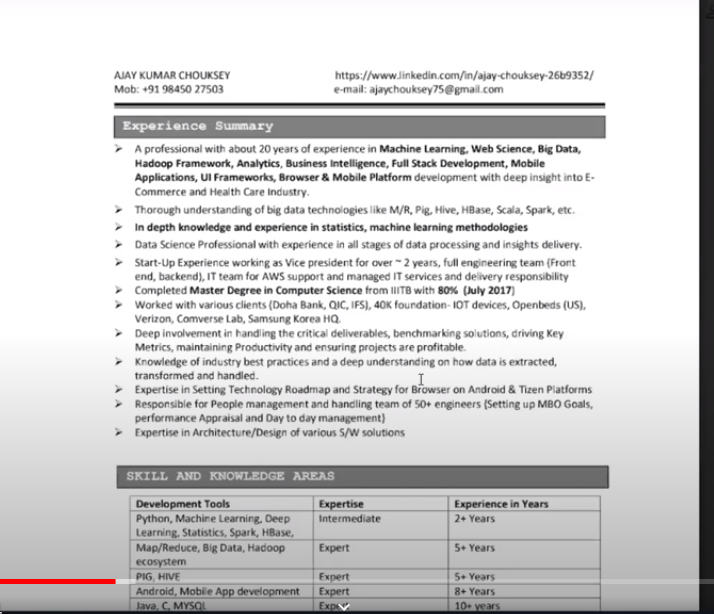 AJAY KUMAR CHOUKSEY https://www.linkedin.com/in/ajay-chouksey-26b9352/
Mob: +91 98450 27503 e-mail: ajaychouksey75@gmail.com
Experience Summary
➢ A professional with about 20 years of experience in Machine Learning, Web Science, Big Data,
Hadoop Framework, Analytics, Business Intelligence, Full Stack Development, Mobile
Applications, UI Frameworks, Browser & Mobile Platform development with deep insight into E-
Commerce and Health Care Industry.
➢ Thorough understanding of big data technologies like M/R, Pig, Hive, HBase, Scala, Spark, etc.
➢ In depth knowledge and experience in statistics, machine learning methodologies
➢ Data Science Professional with experience in all stages of data processing and insights delivery.
➢ Start-Up Experience working as Vice president for over ~ 2 years, full engineering team (Front
end, backend), IT team for AWS support and managed IT services and delivery responsibility
➢ Completed Master Degree in Computer Science from IIITB with 80% (July 2017)
➢ Worked with various clients (Doha Bank, QIC, IFS), 40K foundation- IOT devices, Openbeds (US),
Verizon, Comverse Lab, Samsung Korea HQ.
➢ Deep involvement in handling the critical deliverables, benchmarking solutions, driving Key
Metrics, maintaining Productivity and ensuring projects are profitable.
➢ Knowledge of industry best practices and a deep understanding on how data is extracted,
transformed and handled.
➢ Expertise in Setting Technology Roadmap and Strategy for Browser on Android & Tizen Platforms
➢ Responsible for People management and handling team of 50+ engineers (Setting up MBO Goals,
performance Appraisal and Day to day management)
➢ Expertise in Architecture/Design of various S/W solutions
SKILL AND KNOWLEDGE AREAS
Development Tools Expertise Experience in Years
Python, Machine Learning, Deep Intermediate 2+ Years
Learning, Statistics, Spark, HBase,
Map/Reduce, Big Data, Hadoop Expert 5+ Years
ecosystem
PIG, HIVE Expert 5+ Years
Android, Mobile App development Expert 8+ Years
Java, C, MYSQL Expert 10+ years